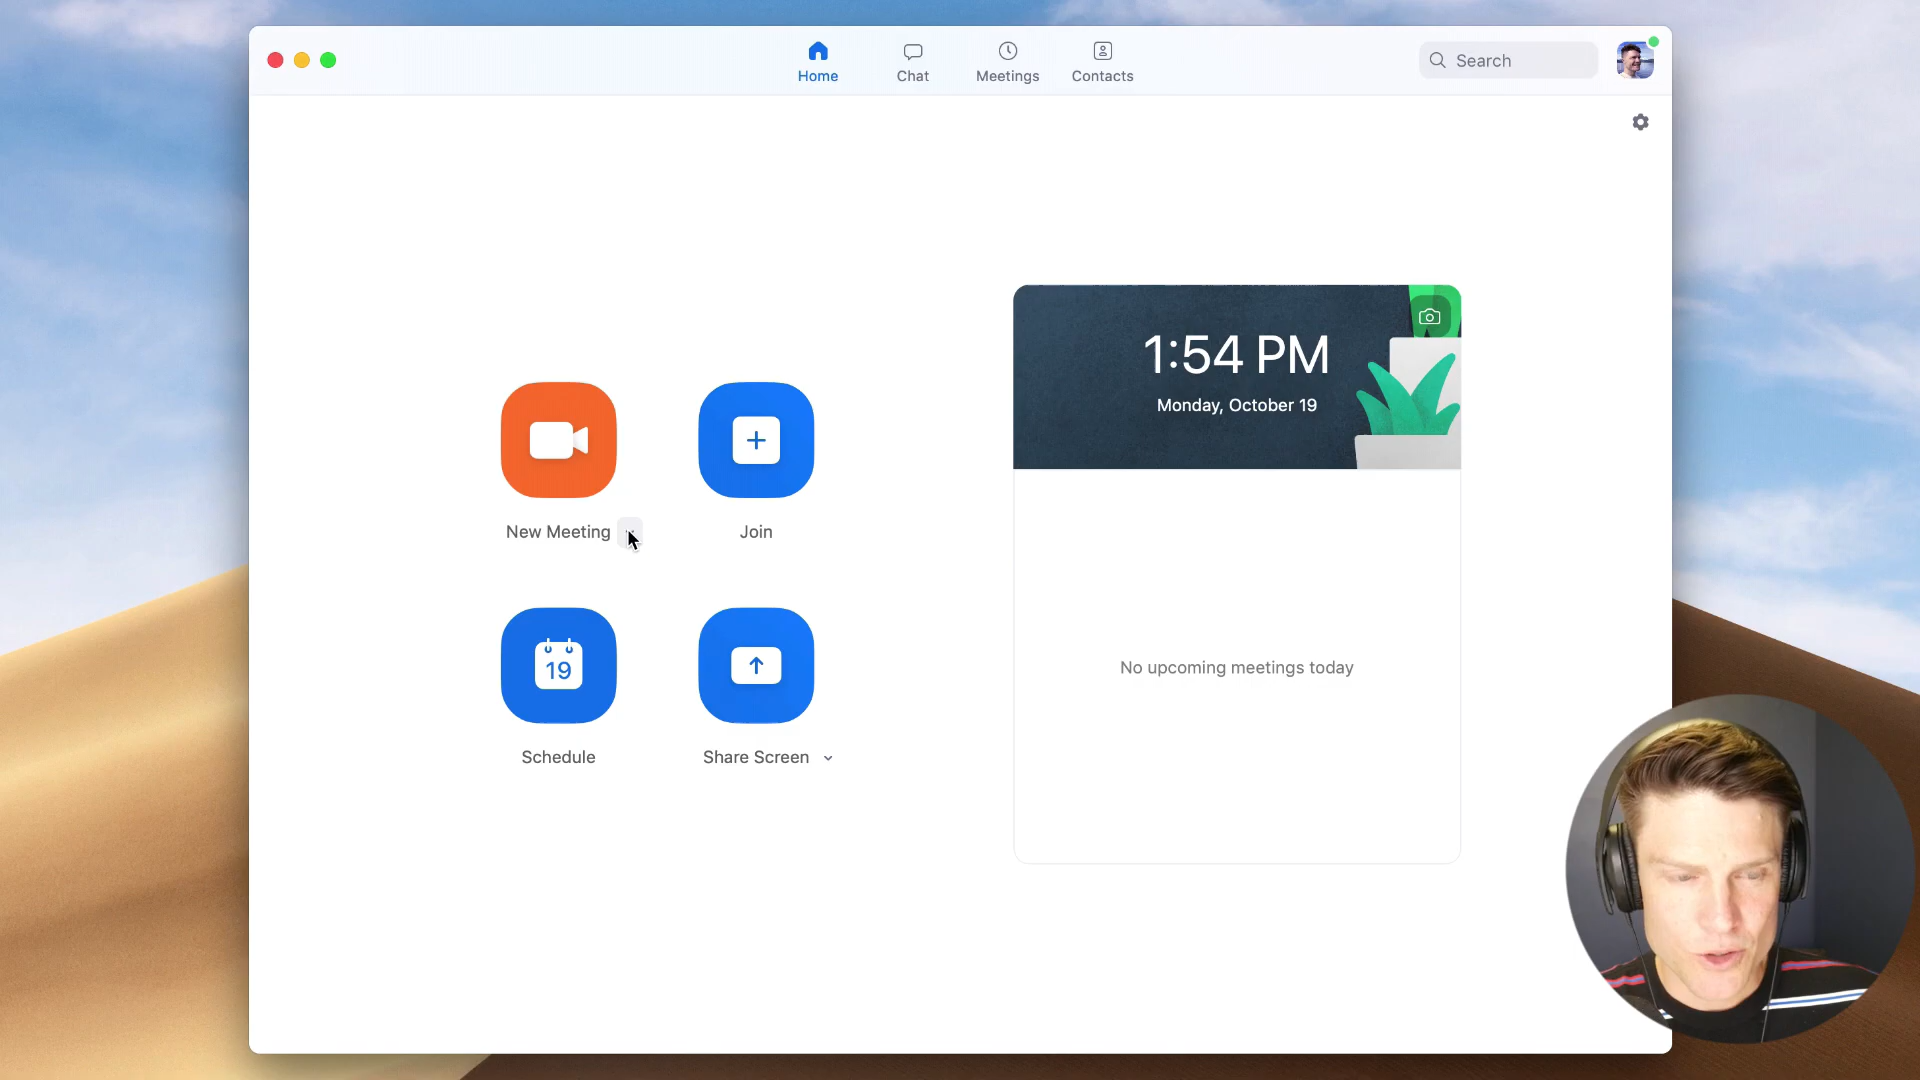 Home
Chat
Meetings
Contacts
Search
1:54 PM
Monday, October 19
New Meeting
Join
19
Schedule
Share Screen
No upcoming meetings today